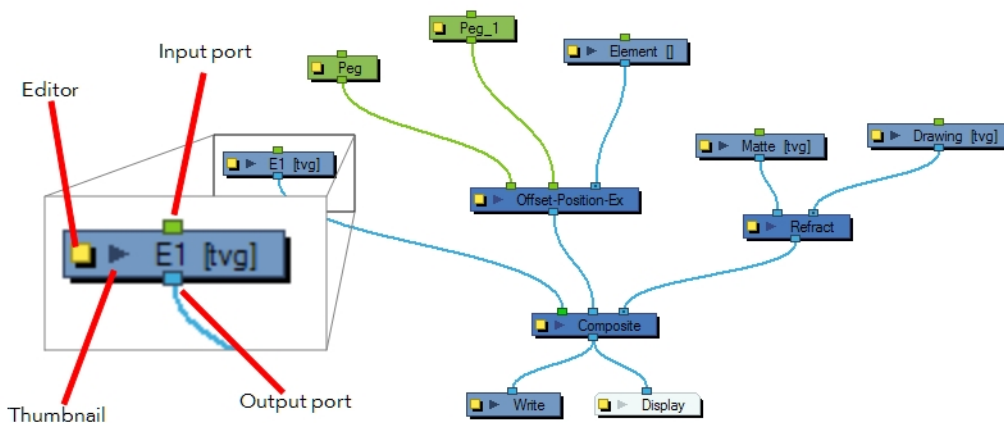 Input port
Peg_1
Element []
Peg
Editor
Matte [tvg]
Drawing [tvg]
E1 [tvg]
Offset-Position-Ex
Refract
E1 [tvg]
Composite
Output port
Write
Display
Thumbnail